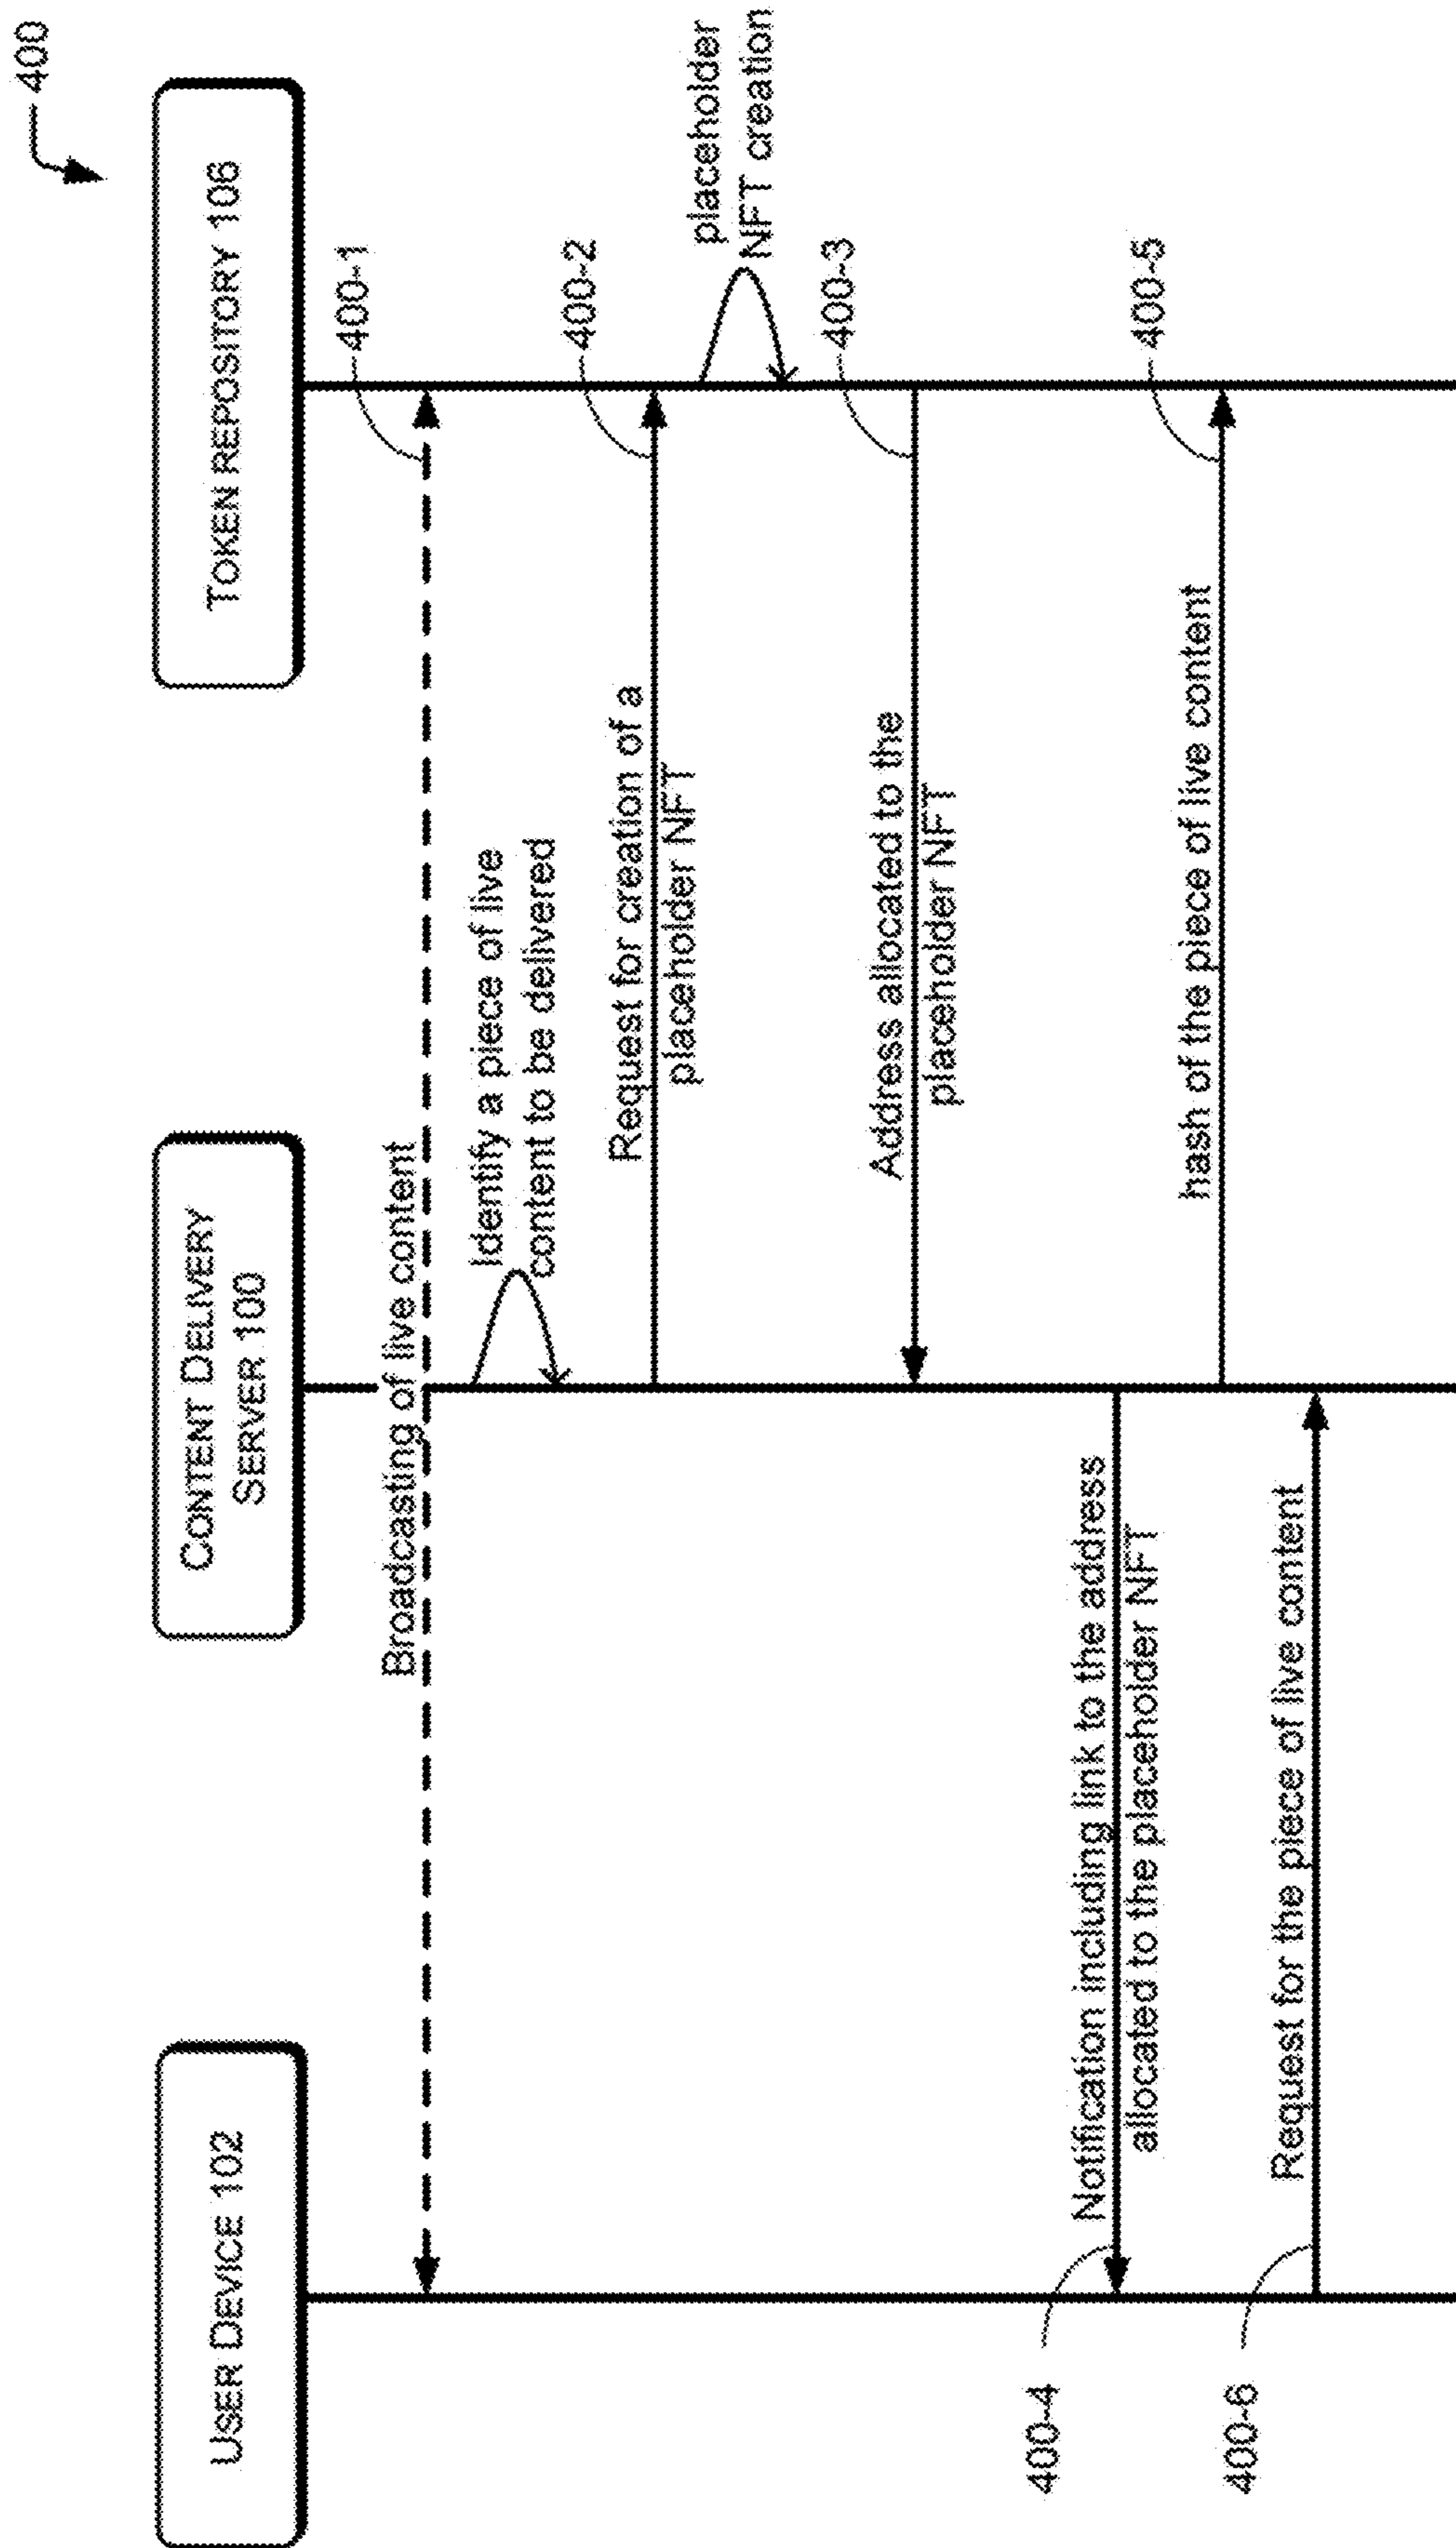 400
USER DEVICE 102
CONTENT DELIVERY
SERVER 100
TOKEN REPOSITORY 106
Broadcasting of live content
400-1
Identify a piece of live
content to be delivered
Request for creation of a
placeholder NFT
400-2
placeholder
NFT creation
Address allocated to the
placeholder NFT
400-3
400-4
Notification including link to the address
allocated to the placeholder NFT
hash of the piece of live content
400-5
400-6
Request for the piece of live content